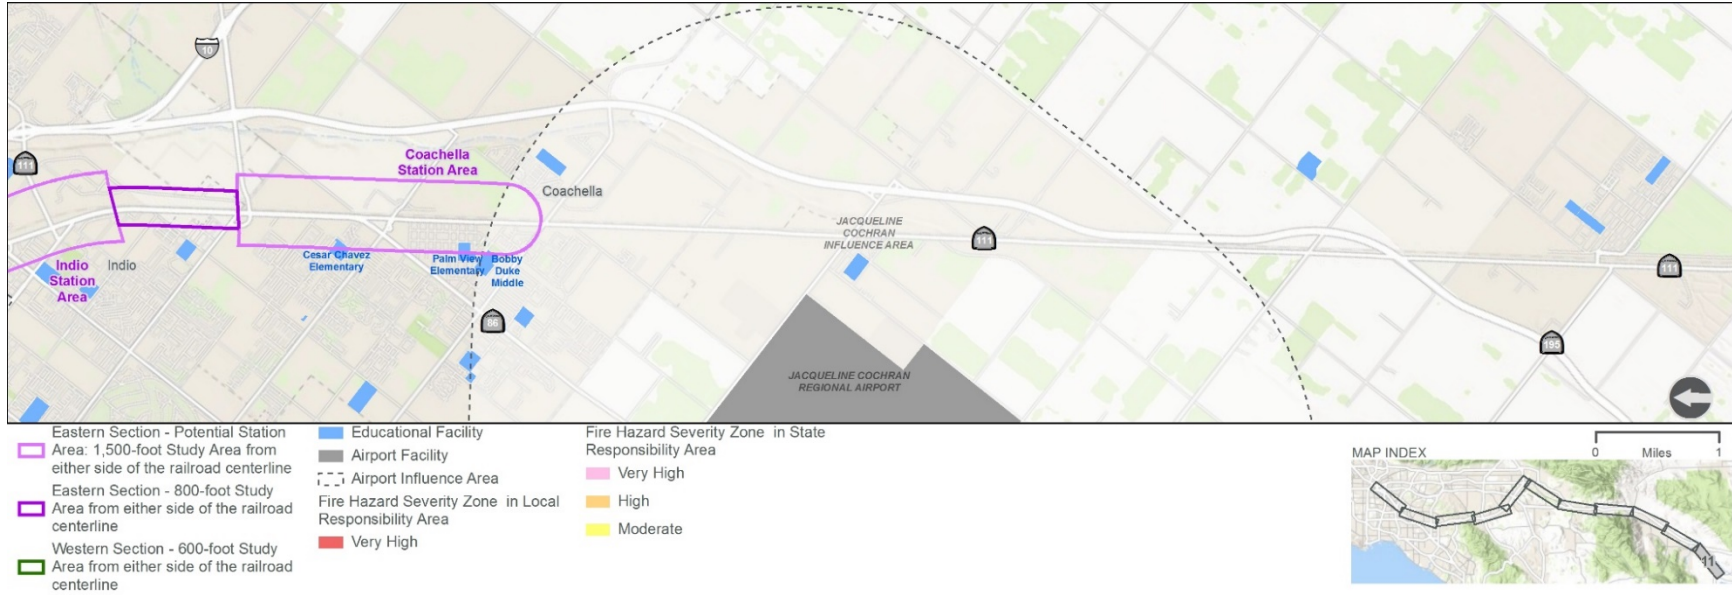 10
111
Coachella
Station Area
Coachella
JACQUELINE
COCHRAN
INFLUENCE AREA
111
111
Indio
Station
Area
Indio
Cesar Chavez
Elementary
Palm View
Elementary
Bobby
Duke
Middle
86
195
JACQUELINE COCHRAN
REGIONAL AIRPORT
Eastern Section - Potential Station
Area: 1,500-foot Study Area from
either side of the railroad centerline
Eastern Section - 800-foot Study
Area from either side of the railroad
centerline
Western Section - 600-foot Study
Area from either side of the railroad
centerline
Educational Facility
Airport Facility
Airport Influence Area
Fire Hazard Severity Zone in Local
Responsibility Area
Very High
Fire Hazard Severity Zone in State
Responsibility Area
Very High
High
Moderate
MAP INDEX
0 Miles 1
11